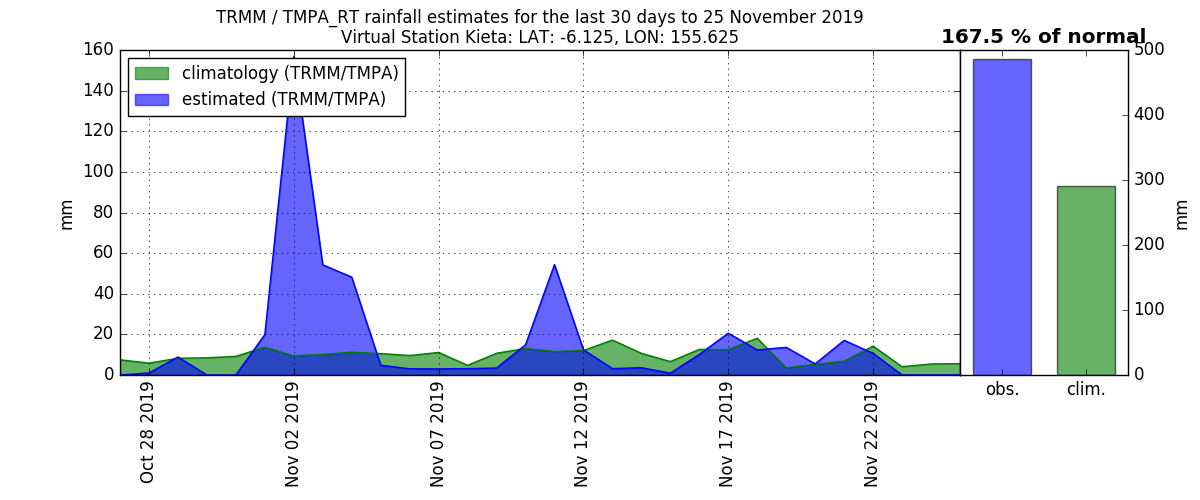 TRMM / TMPA_RT rainfall estimates for the last 30 days to 25 November 2019
Virtual Station Kieta: LAT: -6.125, LON: 155.625
167.5 % of normal
climatology (TRMM/TMPA)
estimated (TRMM/TMPA)
mm
160
140
120
100
80
60
40
20
0
Oct 28 2019
Nov 02 2019
Nov 07 2019
Nov 12 2019
Nov 17 2019
Nov 22 2019
obs.
clim.
500
400
300
200
100
0
mm